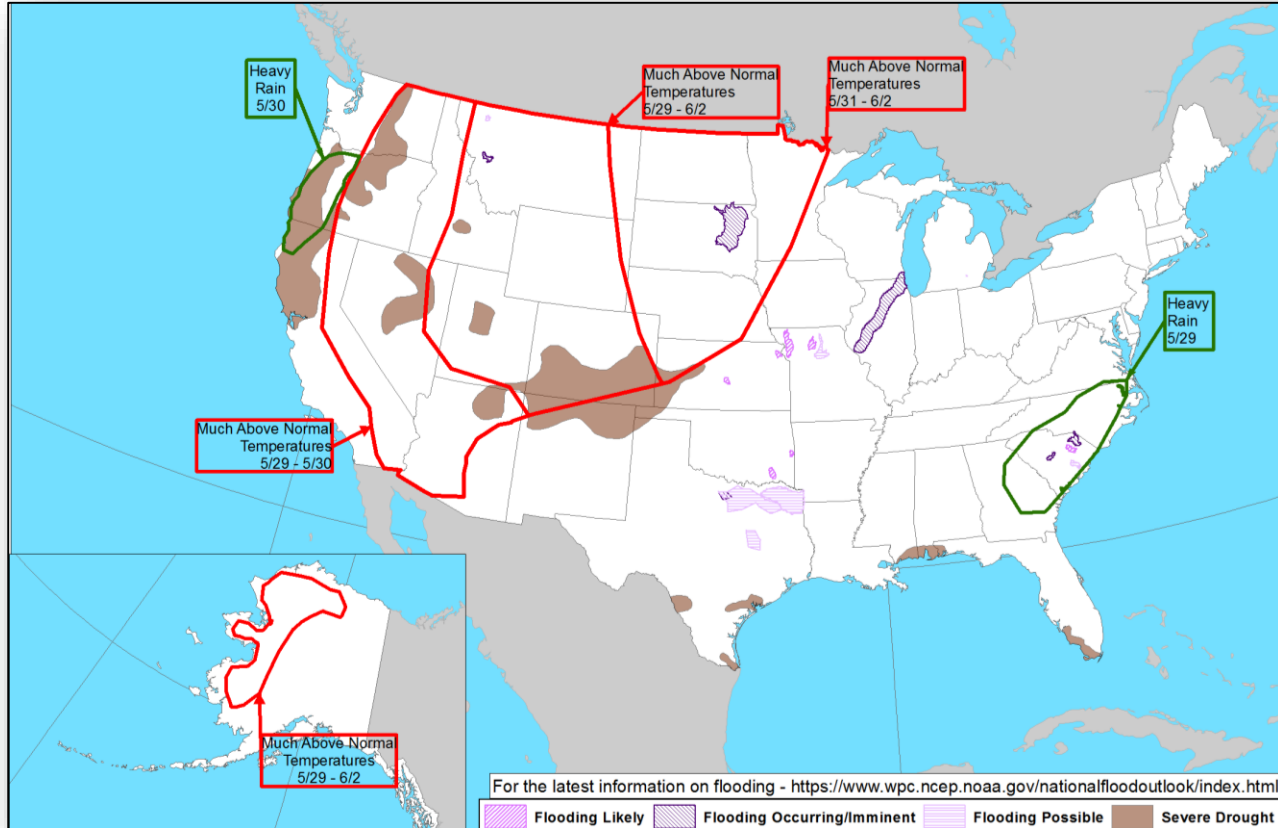 Heavy
Rain
5/30
Much Above Normal
Temperatures
5/29 - 6/2
Much Above Normal
Temperatures
5/31 - 6/2
Heavy
Rain
5/29
Much Above Normal
Temperatures
5/29 - 5/30
Much Above Normal
Temperatures
5/29 - 6/2
For the latest information on flooding - https://www.wpc.ncep.noaa.gov/nationalfloodoutlook/index.html
Flooding Likely
Flooding Occurring/Imminent
Flooding Possible
Severe Drought